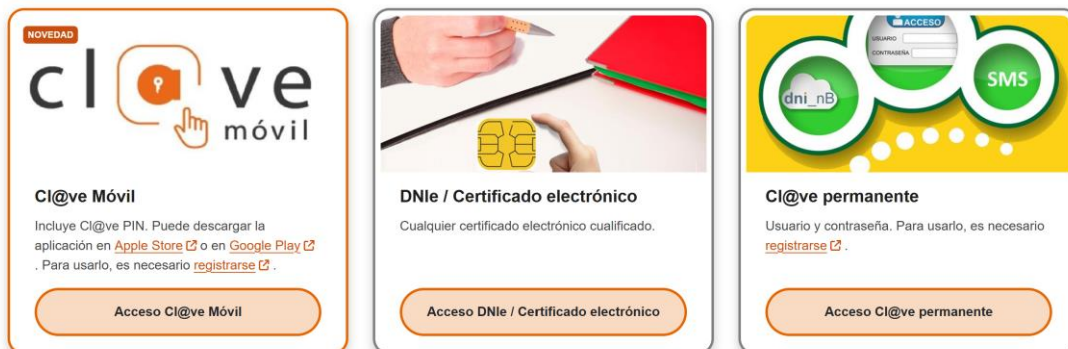 NOVEDAD
cl@ve
móvil
Cl@ve Móvil
Incluye Cl@ve PIN. Puede descargar la
aplicación en Apple Store o en Google Play
. Para usarlo, es necesario registrarse .
Acceso Cl@ve Móvil
DNIe / Certificado electrónico
Cualquier certificado electrónico cualificado.
Acceso DNIe / Certificado electrónico
ACCESO
USUARIO
CONTRASEÑA
dni_nB
SMS
Cl@ve permanente
Usuario y contraseña. Para usarlo, es necesario
registrarse .
Acceso Cl@ve permanente